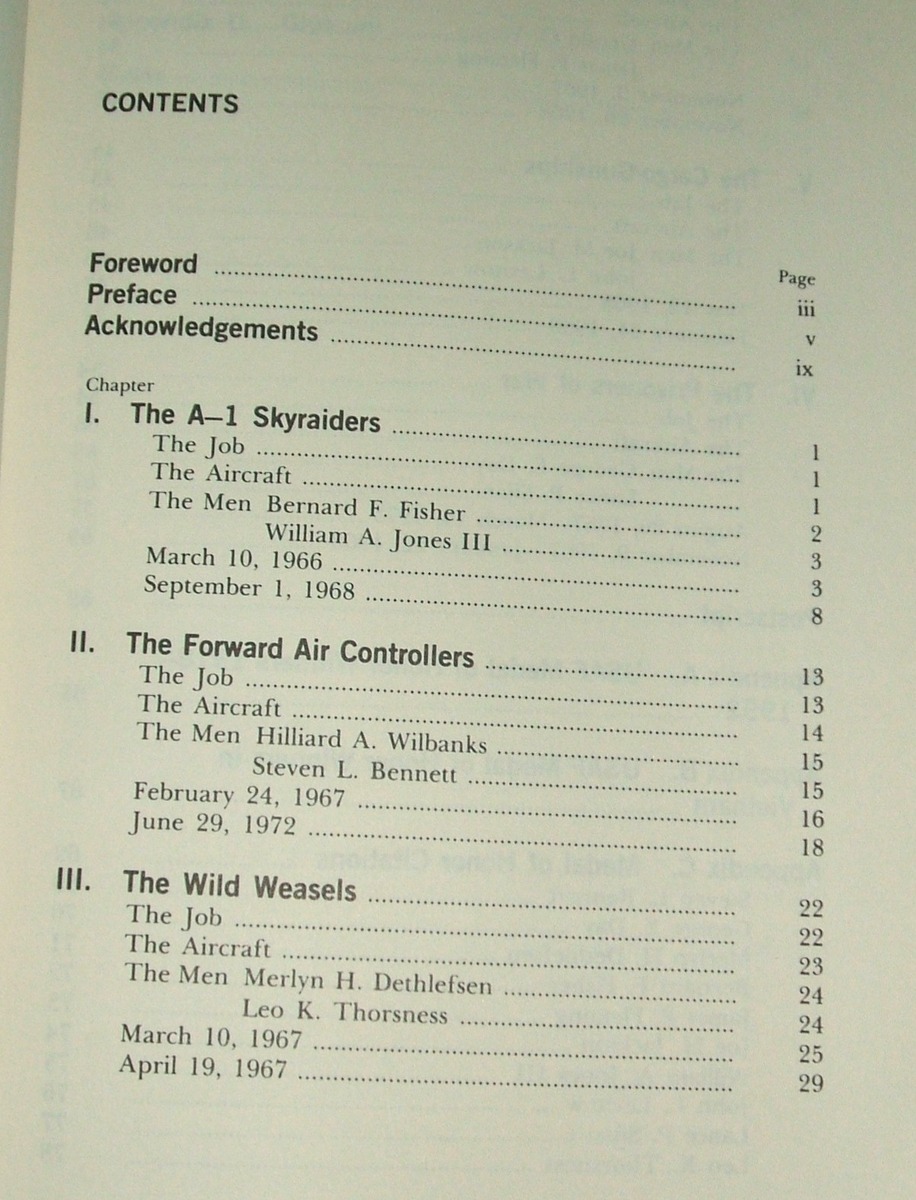 CONTENTS
Page
Foreword ........ iii
Preface ........ v
Acknowledgements ........ ix
Chapter
I. The A–1 Skyraiders ........ 1
The Job ........ 1
The Aircraft ........ 1
The Men Bernard F. Fisher ........ 2
William A. Jones III ........ 3
March 10, 1966 ........ 3
September 1, 1968 ........ 8
II. The Forward Air Controllers ........ 13
The Job ........ 13
The Aircraft ........ 14
The Men Hilliard A. Wilbanks ........ 15
Steven L. Bennett ........ 15
February 24, 1967 ........ 16
June 29, 1972 ........ 18
III. The Wild Weasels ........ 22
The Job ........ 22
The Aircraft ........ 23
The Men Merlyn H. Dethlefsen ........ 24
Leo K. Thorsness ........ 24
March 10, 1967 ........ 25
April 19, 1967 ........ 29